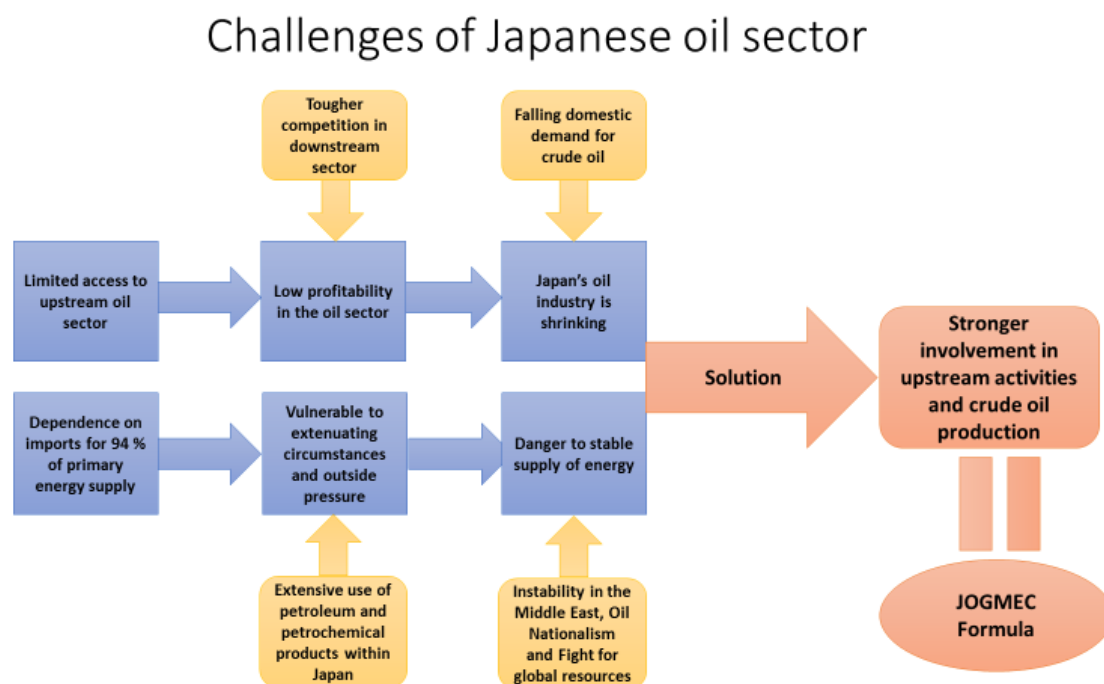 Challenges of Japanese oil sector
Tougher
competition in
downstream
sector
Falling domestic
demand for
crude oil
Limited access to
upstream oil
sector
Low profitability
in the oil sector
Japan's oil
industry is
shrinking
Solution
Stronger
involvement in
upstream activities
and crude oil
production
Dependence on
imports for 94 %
of primary
energy supply
Vulnerable to
extenuating
circumstances
and outside
pressure
Danger to stable
supply of energy
Extensive use of
petroleum and
petrochemical
products within
Japan
Instability in the
Middle East, Oil
Nationalism
and Fight for
global resources
JOGMEC
Formula